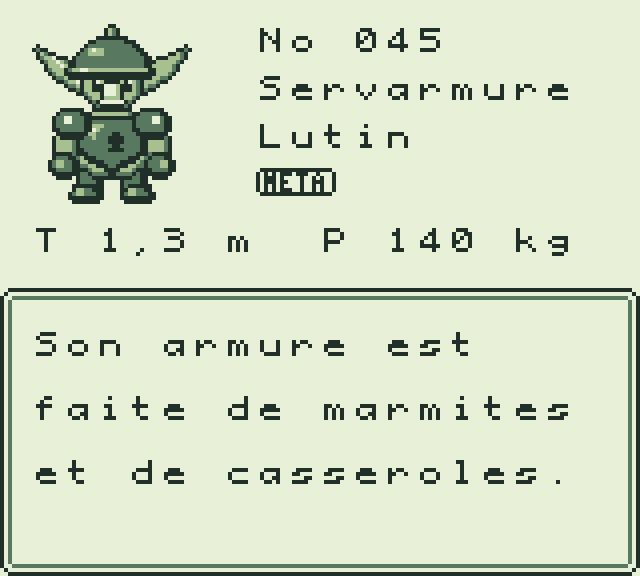 No 045
Servarmure
Lutin
META
T 1,3 m P 140 kg
Son armure est
faite de marmites
et de casseroles.